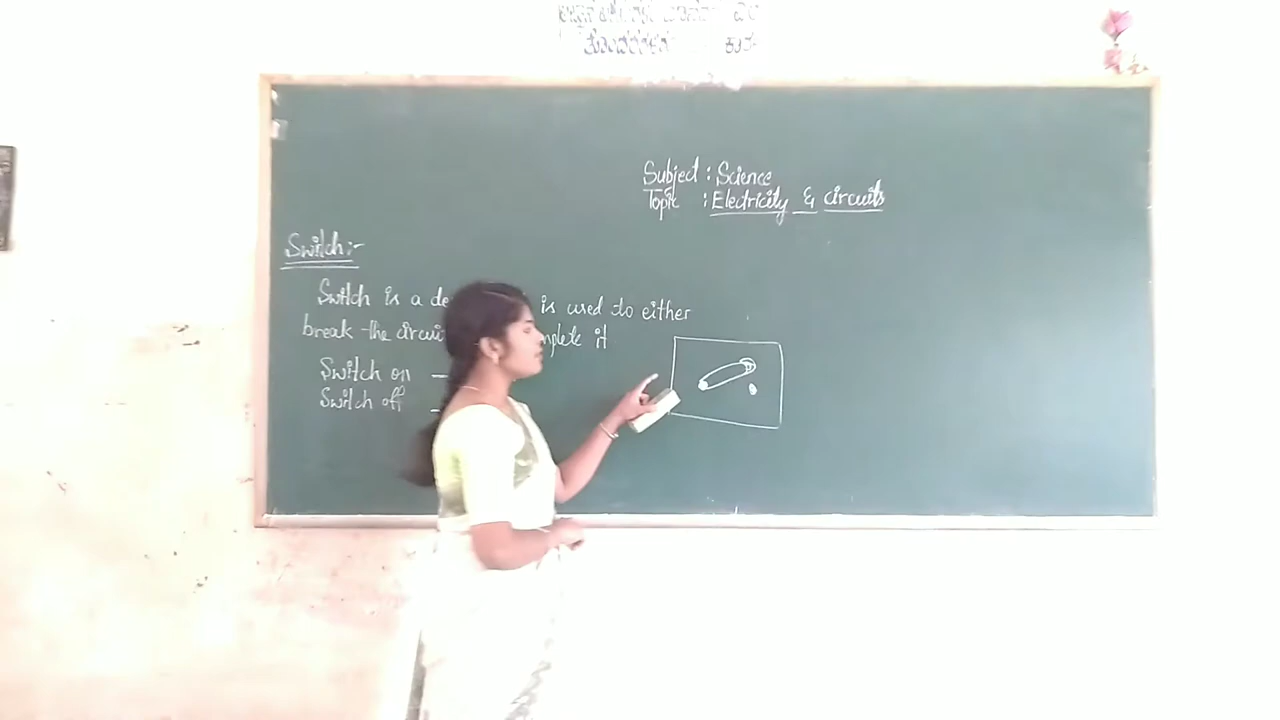 Subject : Science
Topic : Electricity & circuits
Switch :-
Switch is a de is used to either
break the circui mplete it
Switch on —
Switch off —